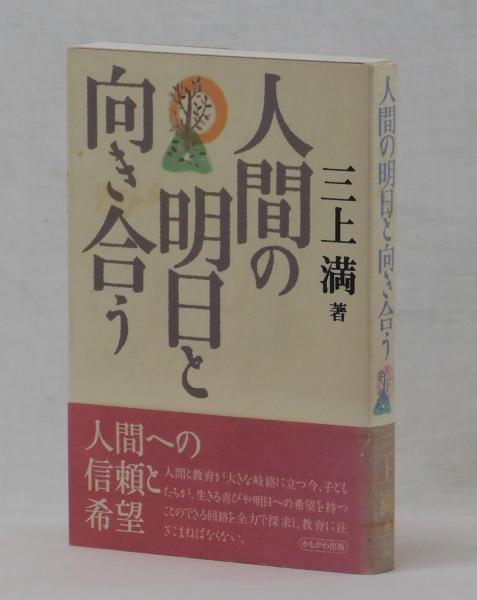 人間の
明日と
向き合う
三上満著
人間への
信頼と
希望
人間と教育が大きな岐路に立つ今、子ども
たちが、生きる喜びや明日への希望を持つ
ことのできる回路を全力で探求し、教育に注
ぎこまねばならない。
かもがわ出版
人間の明日と向き合う
三上満